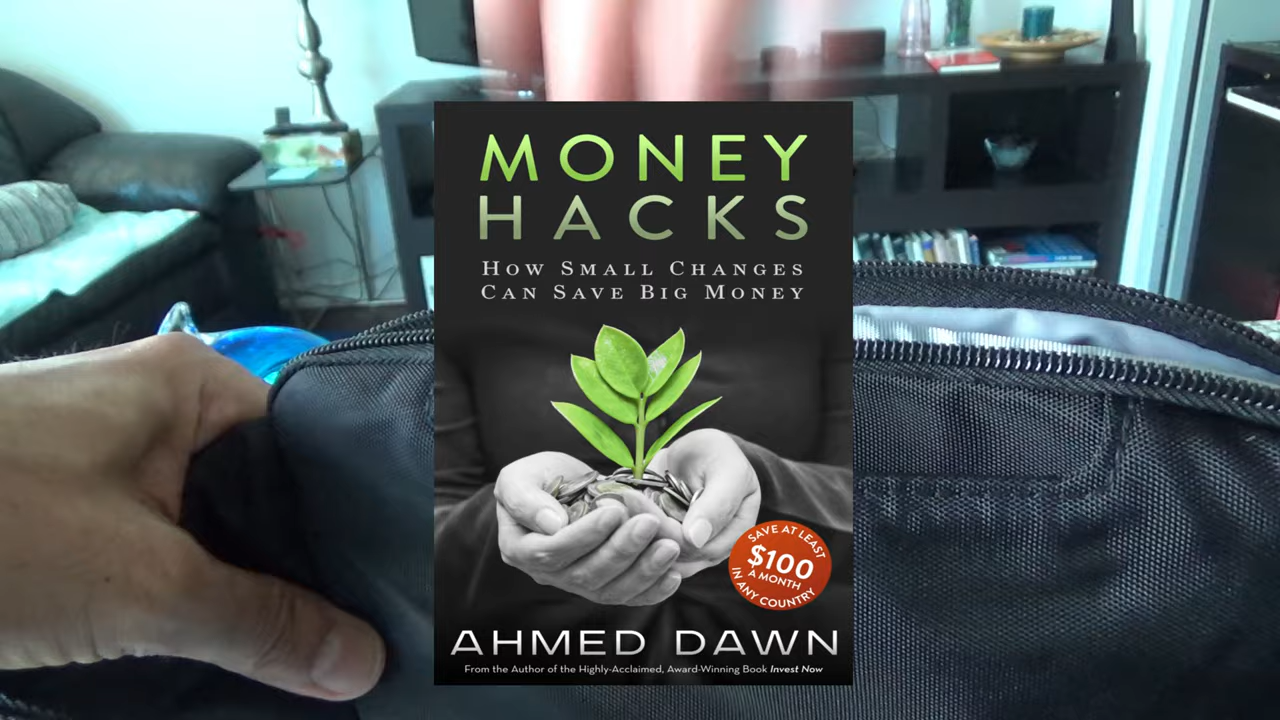 MONEY
HACKS
HOW SMALL CHANGES
CAN SAVE BIG MONEY
SAVE AT LEAST
$100
A MONTH
IN ANY COUNTRY
AHMED DAWN
From the Author of the Highly-Acclaimed, Award-Winning Book Invest Now